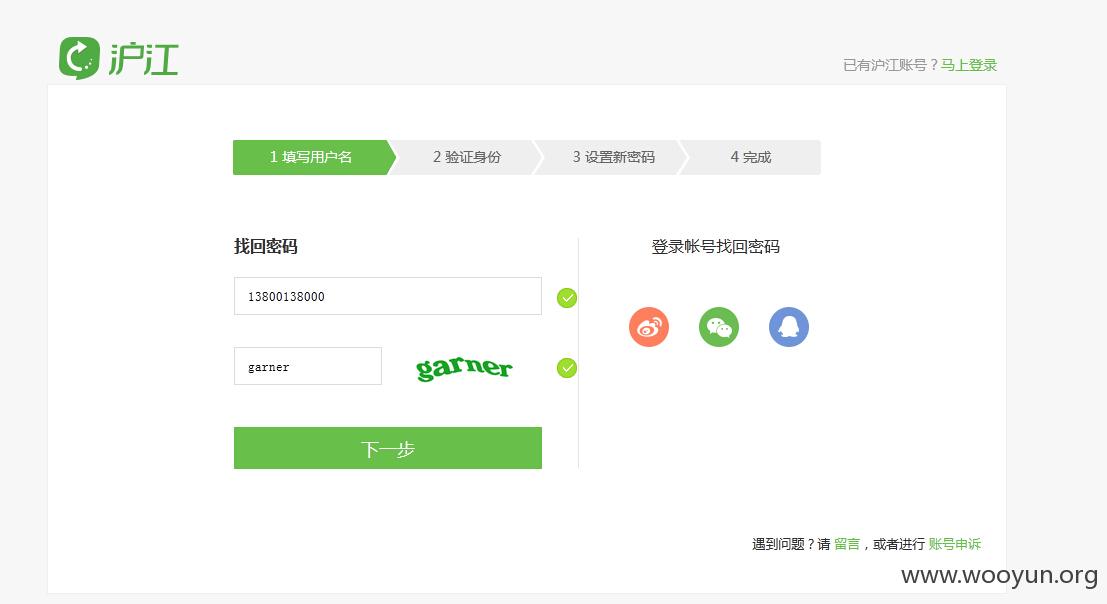 沪江
已有沪江账号？马上登录
1 填写用户名
2 验证身份
3 设置新密码
4 完成
找回密码
13800138000
garner
garner
下一步
登录帐号找回密码
遇到问题？请 留言，或者进行 账号申诉
www.wooyun.org